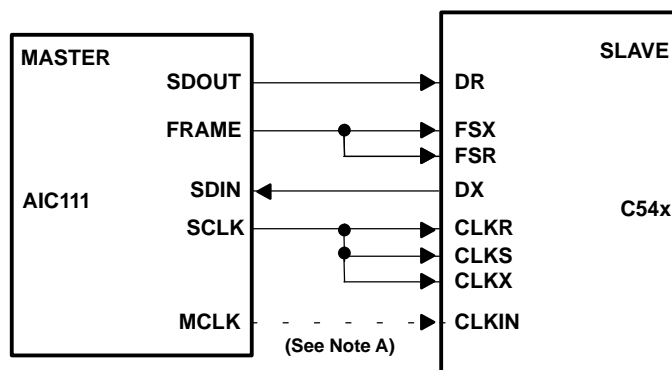 MASTER
SLAVE
SDOUT
DR
FRAME
FSX
FSR
SDIN
DX
AIC111
C54x
SCLK
CLKR
CLKS
CLKX
MCLK
CLKIN
(See Note A)